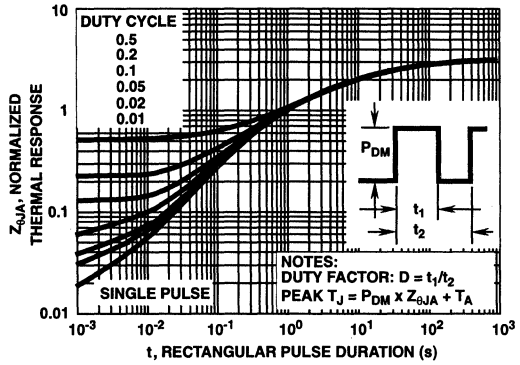 DUTY CYCLE
0.5
0.2
0.1
0.05
0.02
0.01
10
1
0.1
0.01
ZθJA, NORMALIZED
THERMAL RESPONSE
SINGLE PULSE
PDM
t1
t2
NOTES:
DUTY FACTOR: D = t1/t2
PEAK TJ = PDM x ZθJA + TA
10-3 10-2 10-1 100 101 102 103
t, RECTANGULAR PULSE DURATION (s)